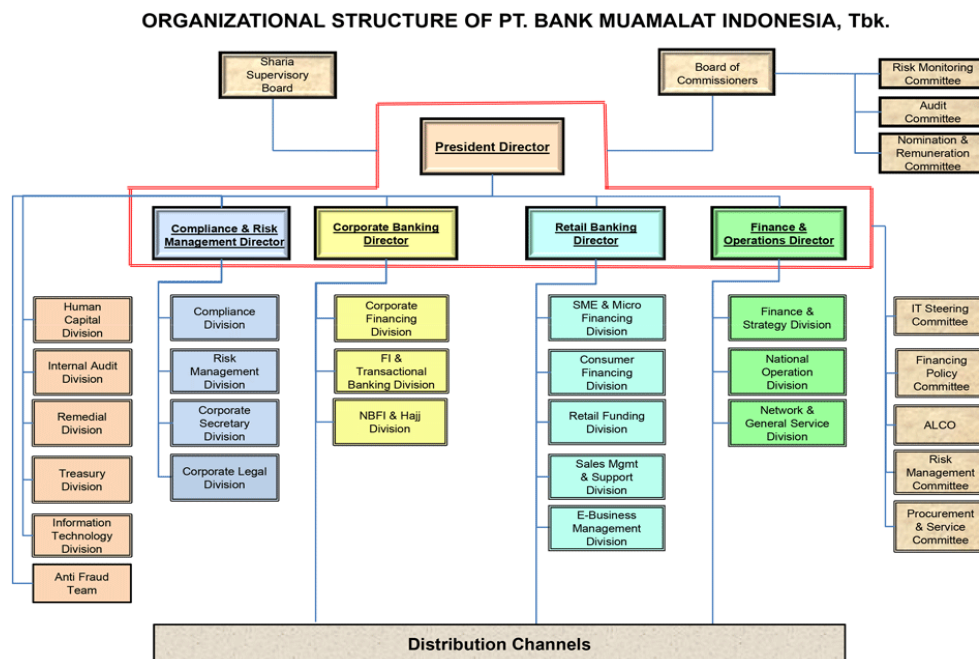 ORGANIZATIONAL STRUCTURE OF PT. BANK MUAMALAT INDONESIA, Tbk.
Sharia
Supervisory
Board
Board of
Commissioners
Risk Monitoring
Committee
Audit
Committee
Nomination &
Remuneration
Committee
President Director
Compliance & Risk
Management Director
Corporate Banking
Director
Retail Banking
Director
Finance &
Operations Director
Human
Capital
Division
Internal Audit
Division
Remedial
Division
Treasury
Division
Information
Technology
Division
Anti Fraud
Team
Compliance
Division
Risk
Management
Division
Corporate
Secretary
Division
Corporate Legal
Division
Corporate
Financing
Division
FI &
Transactional
Banking Division
NBFI & Hajj
Division
SME & Micro
Financing
Division
Consumer
Financing
Division
Retail Funding
Division
Sales Mgmt
& Support
Division
E-Business
Management
Division
Finance &
Strategy Division
National
Operation
Division
Network &
General Service
Division
IT Steering
Committee
Financing
Policy
Committee
ALCO
Risk
Management
Committee
Procurement
& Service
Committee
Distribution Channels